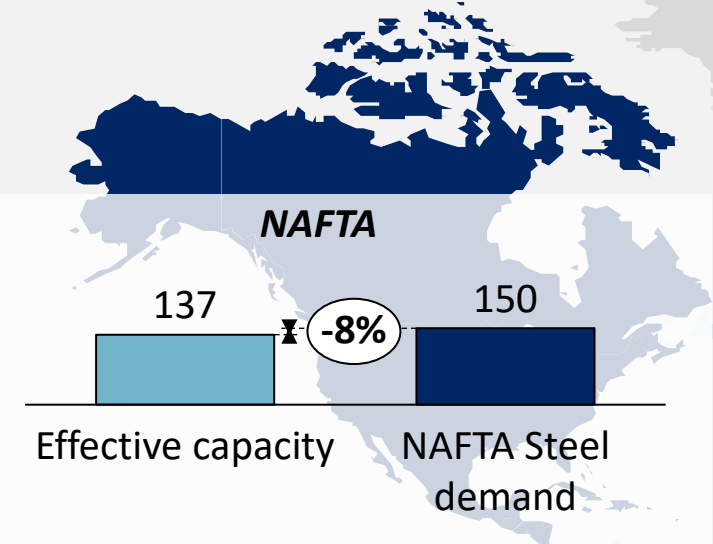 NAFTA
137
-8%
150
Effective capacity
NAFTA Steel
demand